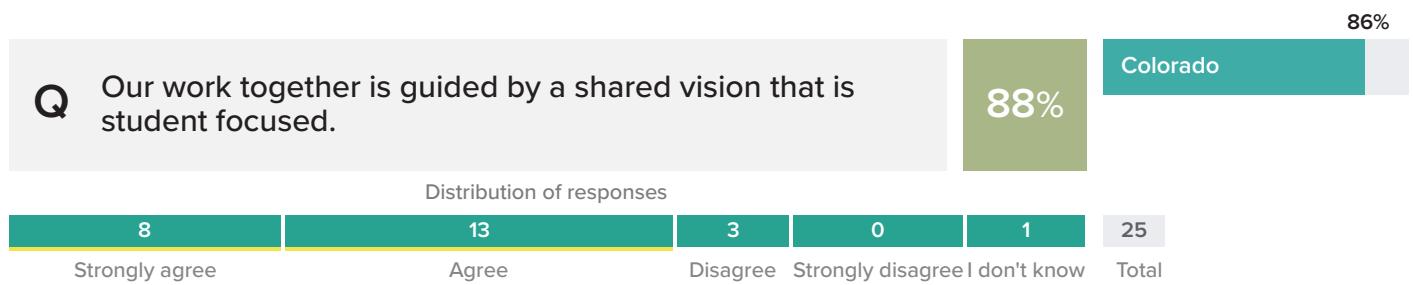 86%
Q
Our work together is guided by a shared vision that is
student focused.
88%
Colorado
Distribution of responses
8 13 3 0 1 25
Strongly agree Agree Disagree Strongly disagree I don't know Total